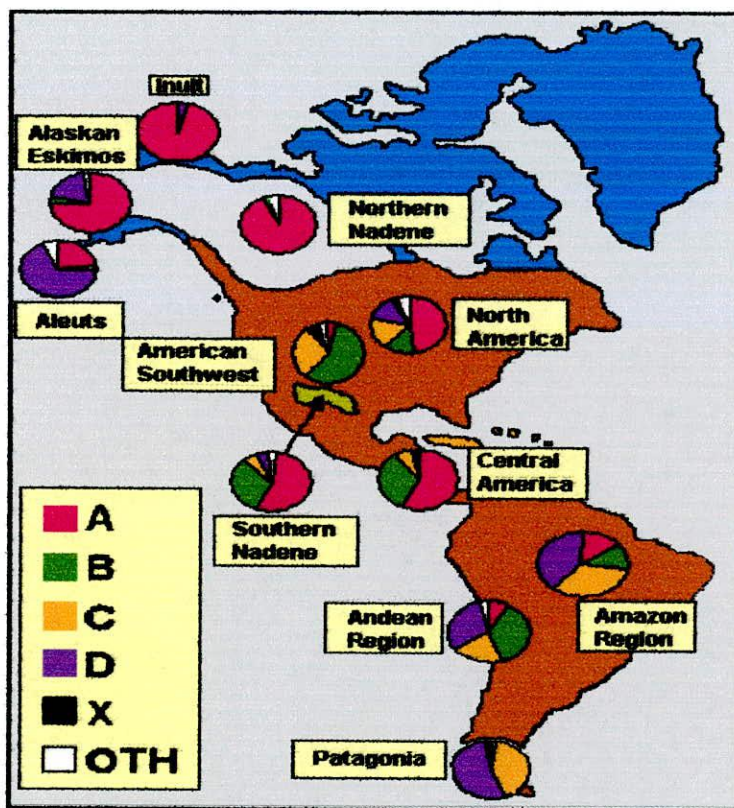 Inuit
Alaskan
Eskimos
Northern
Nadene
Aleuts
North
America
American
Southwest
Central
America
Southern
Nadene
Amazon
Region
Andean
Region
Patagonia
A
B
C
D
X
OTH